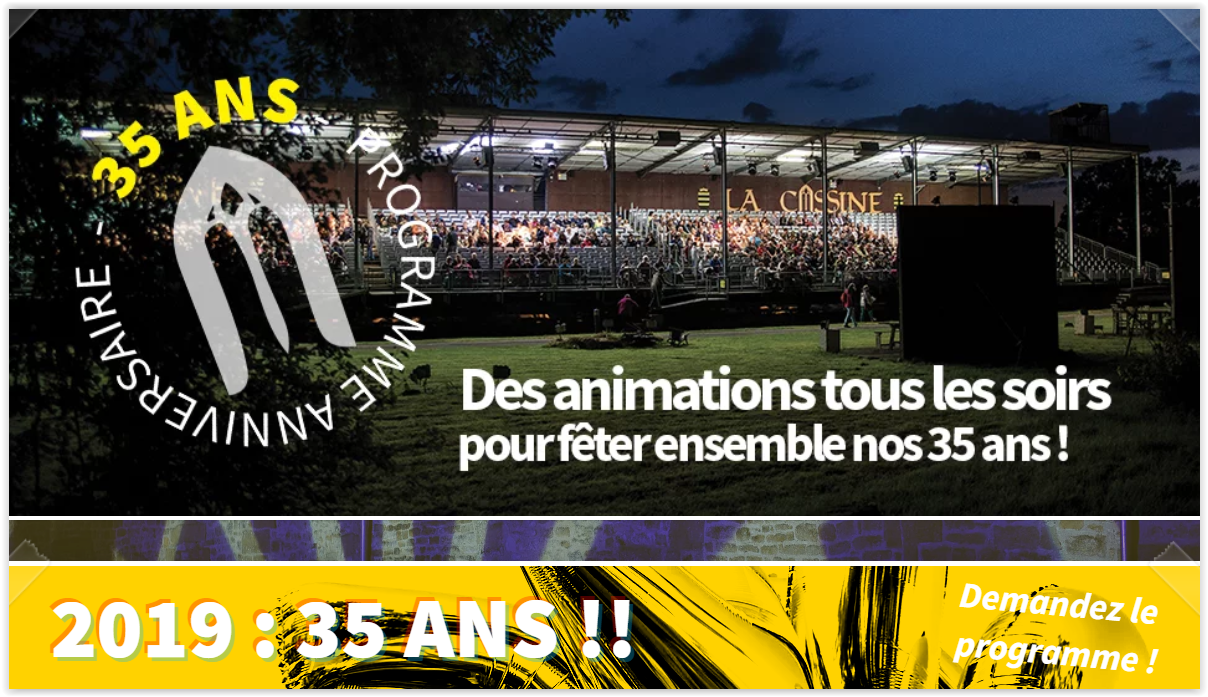 35 ANS
PROGRAMME ANNIVERSAIRE -
LA CASSINE
Des animations tous les soirs
pour fêter ensemble nos 35 ans !
2019 : 35 ANS !!
Demandez le
programme !